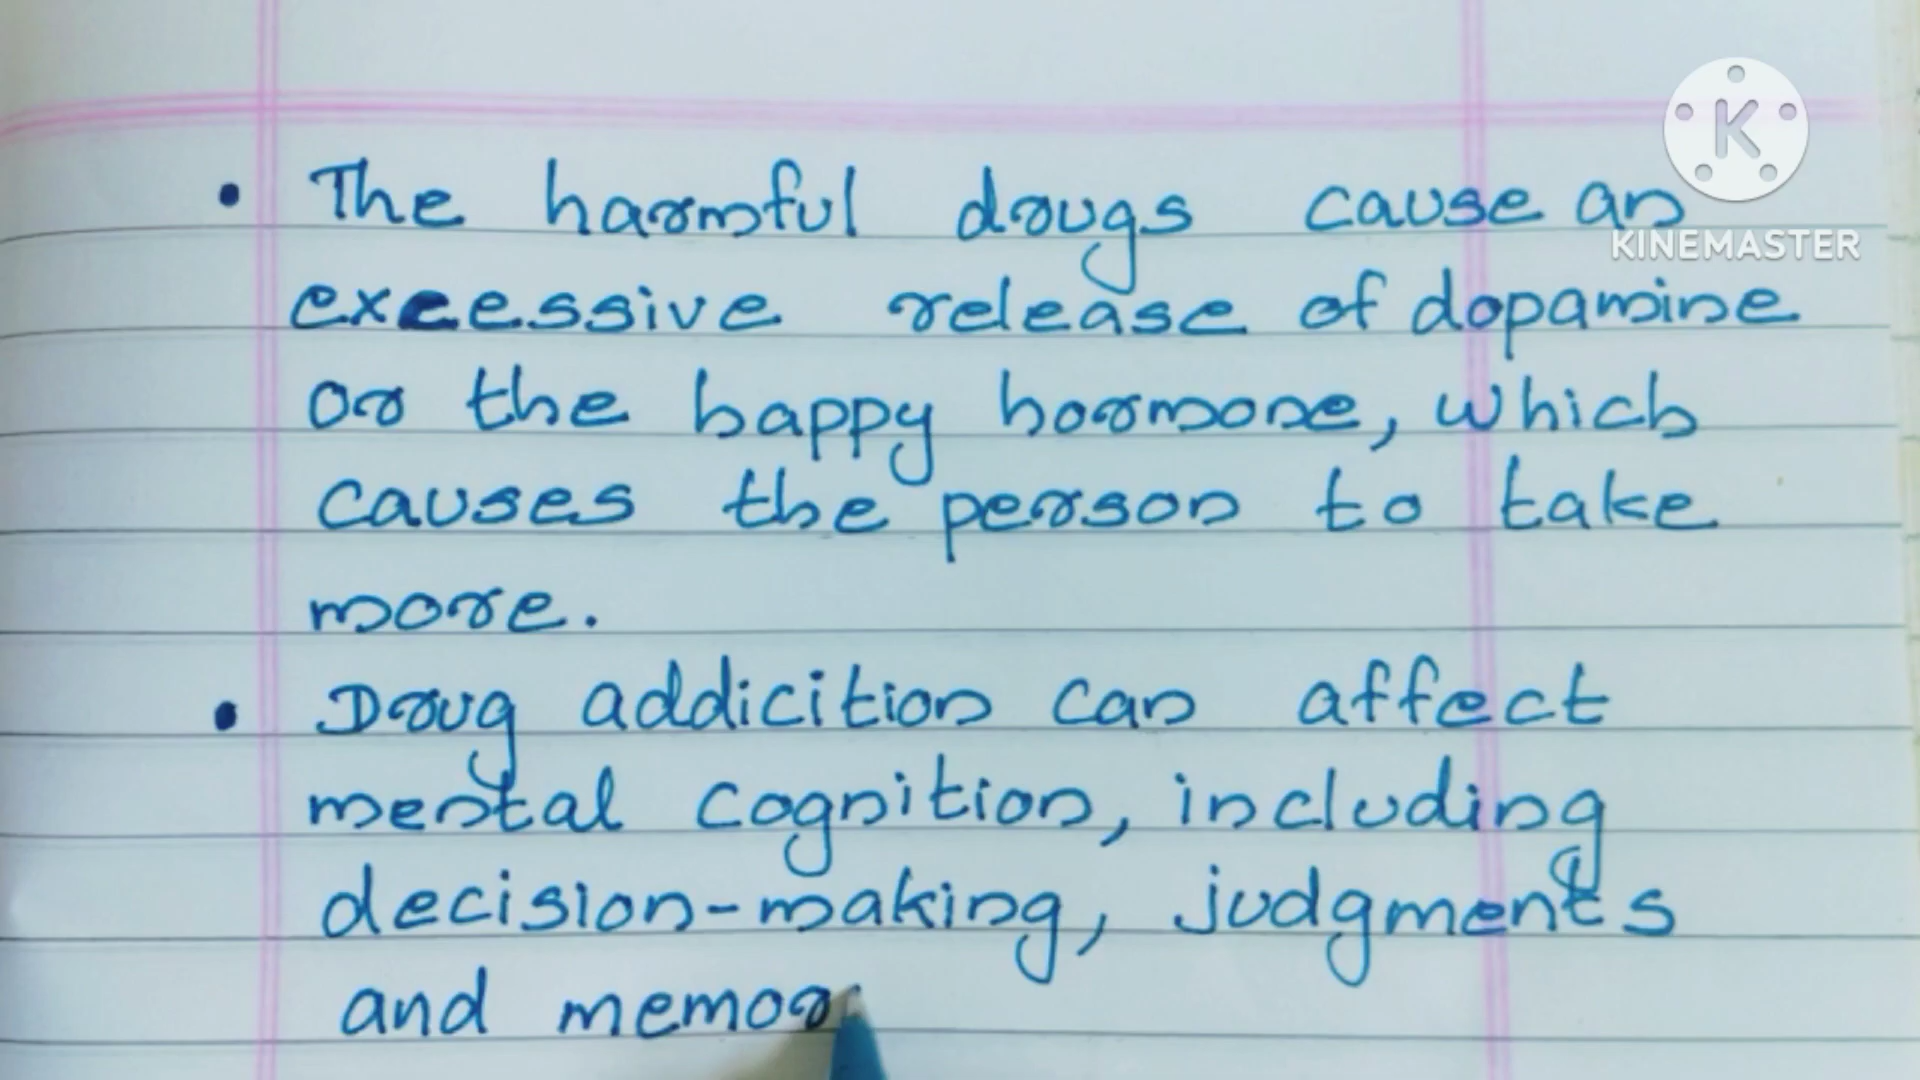 • The harmful drugs cause an
excessive release of dopamine
or the happy hormone, which
causes the person to take
more.
• Drug addicition can affect
mental cognition, including
decision-making, judgments
and memor
K
KINEMASTER